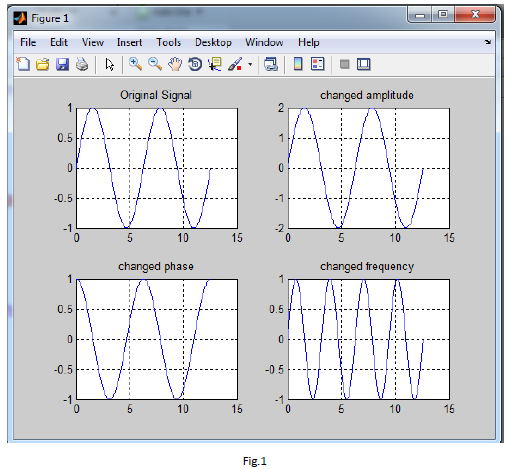 Figure 1
File Edit View Insert Tools Desktop Window Help
Original Signal
1
0.5
0
-0.5
-1
0 5 10 15
changed amplitude
2
1
0
-1
-2
0 5 10 15
changed phase
1
0.5
0
-0.5
-1
0 5 10 15
changed frequency
1
0.5
0
-0.5
-1
0 5 10 15
Fig.1